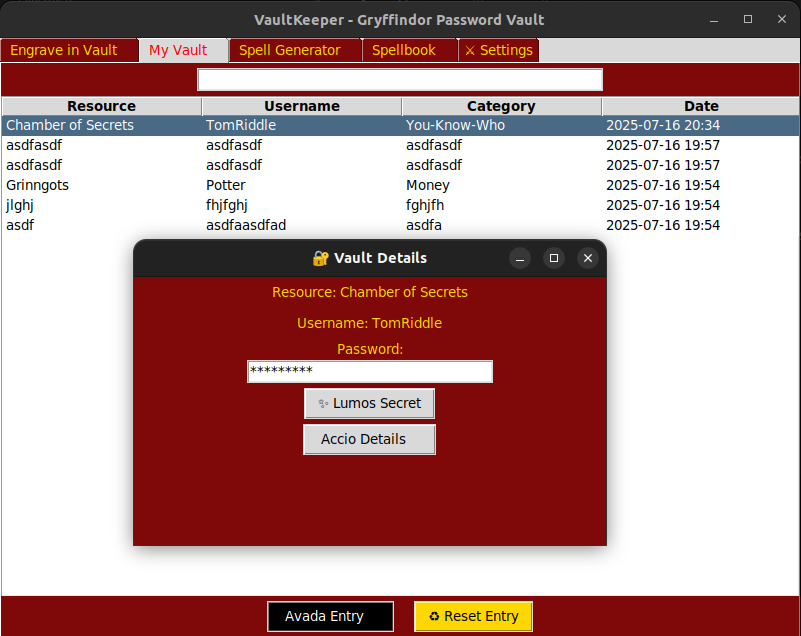 VaultKeeper - Gryffindor Password Vault
Engrave in Vault My Vault Spell Generator Spellbook ⚔ Settings
Resource Username Category Date
Chamber of Secrets TomRiddle You-Know-Who 2025-07-16 20:34
asdfasdf asdfasdf asdfasdf 2025-07-16 19:57
asdfasdf asdfasdf asdfasdf 2025-07-16 19:57
Grinngots Potter Money 2025-07-16 19:54
jlghj fhjfghj fghjfh 2025-07-16 19:54
asdf asdfaasdfad asdfa 2025-07-16 19:54
🔐 Vault Details
Resource: Chamber of Secrets
Username: TomRiddle
Password:
*********
✨ Lumos Secret
Accio Details
Avada Entry ♻ Reset Entry